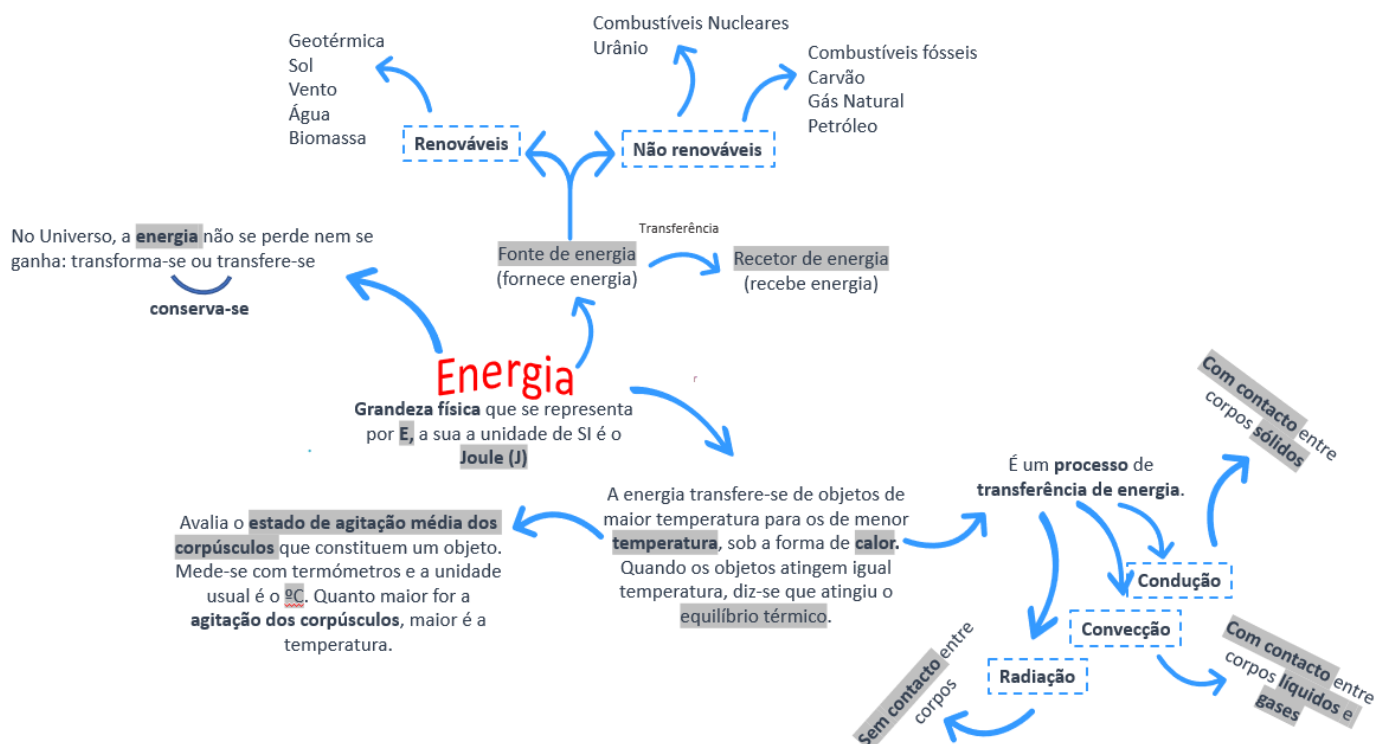 Combustíveis Nucleares
Urânio
Geotérmica
Sol
Vento
Água
Biomassa
Combustíveis fósseis
Carvão
Gás Natural
Petróleo
Renováveis
Não renováveis
No Universo, a energia não se perde nem se
ganha: transforma-se ou transfere-se
conserva-se
Fonte de energia
(fornece energia)
Transferência
Recetor de energia
(recebe energia)
Energia
Grandeza física que se representa
por E, a sua a unidade de SI é o
Joule (J)
r
A energia transfere-se de objetos de
maior temperatura para os de menor
temperatura, sob a forma de calor.
Quando os objetos atingem igual
temperatura, diz-se que atingiu o
equilíbrio térmico.
Avalia o estado de agitação média dos
corpúsculos que constituem um objeto.
Mede-se com termómetros e a unidade
usual é o ºC. Quanto maior for a
agitação dos corpúsculos, maior é a
temperatura.
É um processo de
transferência de energia.
Condução
Com contacto entre
corpos sólidos
Convecção
Com contacto entre
corpos líquidos e
gases
Radiação
Sem contacto entre
corpos